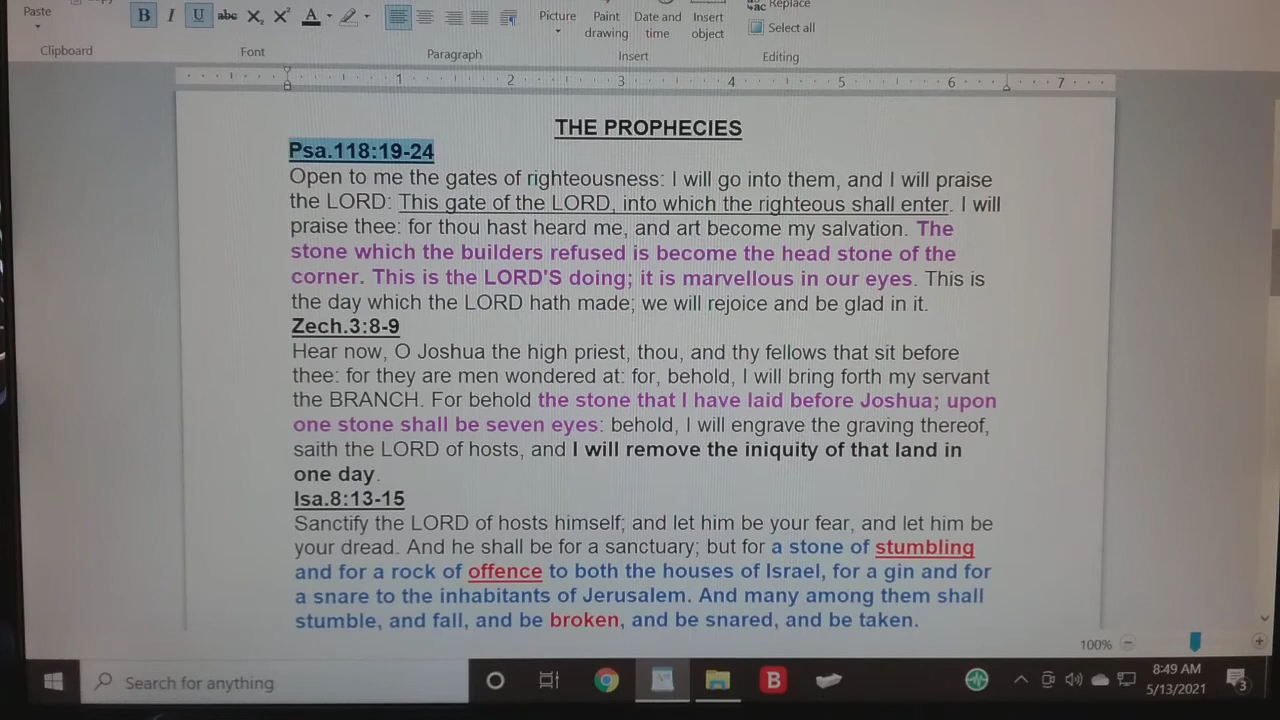 Paste
B I U abc X₂ X² A
Picture
Paint drawing
Date and time
Insert object
Replace
Select all
Clipboard
Font
Paragraph
Insert
Editing
1 2 3 4 5 6 7
THE PROPHECIES
Psa.118:19-24
Open to me the gates of righteousness: I will go into them, and I will praise
the LORD: This gate of the LORD, into which the righteous shall enter. I will
praise thee: for thou hast heard me, and art become my salvation. The
stone which the builders refused is become the head stone of the
corner. This is the LORD'S doing; it is marvellous in our eyes. This is
the day which the LORD hath made; we will rejoice and be glad in it.
Zech.3:8-9
Hear now, O Joshua the high priest, thou, and thy fellows that sit before
thee: for they are men wondered at: for, behold, I will bring forth my servant
the BRANCH. For behold the stone that I have laid before Joshua; upon
one stone shall be seven eyes: behold, I will engrave the graving thereof,
saith the LORD of hosts, and I will remove the iniquity of that land in
one day.
Isa.8:13-15
Sanctify the LORD of hosts himself; and let him be your fear, and let him be
your dread. And he shall be for a sanctuary; but for a stone of stumbling
and for a rock of offence to both the houses of Israel, for a gin and for
a snare to the inhabitants of Jerusalem. And many among them shall
stumble, and fall, and be broken, and be snared, and be taken.
100%
Search for anything
B
8:49 AM
5/13/2021
3